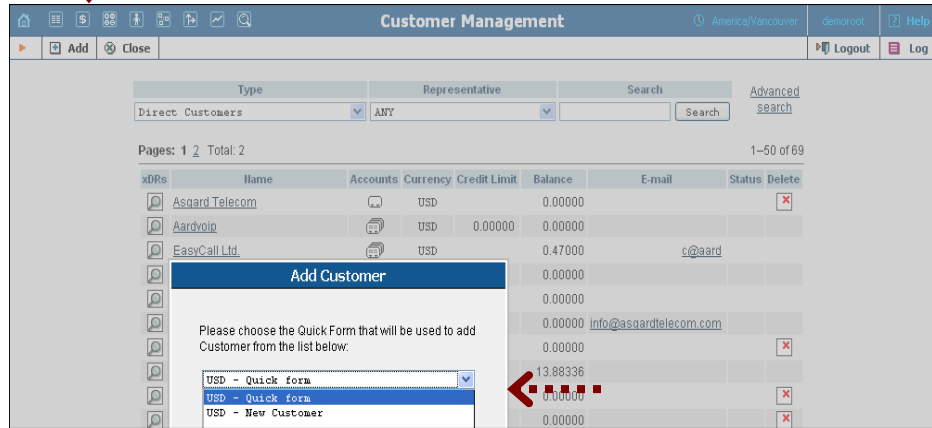 Customer Management America/Vancouver demoroot ? Help
Add Close Logout Log
Type Representative Search Advanced search
Direct Customers ANY Search
Pages: 1 2 Total: 2 1–50 of 69
xDRs Name Accounts Currency Credit Limit Balance E-mail Status Delete
Asgard Telecom USD 0.00000
Aardvoip USD 0.00000 0.00000
EasyCall Ltd. USD 0.47000 c@aard
Add Customer 0.00000
0.00000
Please choose the Quick Form that will be used to add 0.00000 info@asgardtelecom.com
Customer from the list below: 0.00000
USD - Quick form 13.88336
USD - Quick form 0.00000
USD - New Customer 0.00000